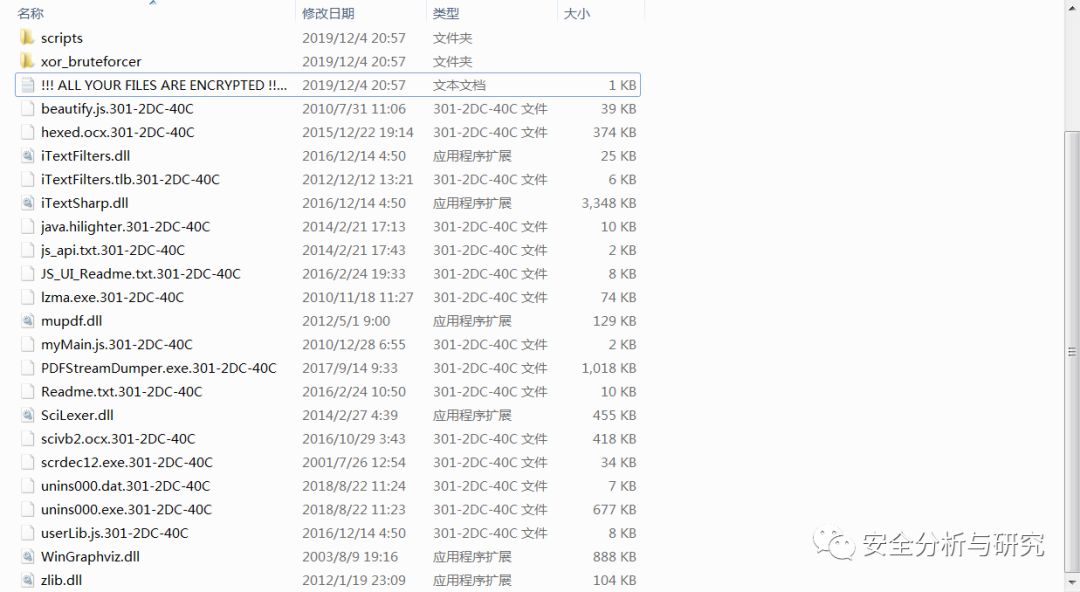 名称 修改日期 类型 大小
scripts 2019/12/4 20:57 文件夹
xor_bruteforcer 2019/12/4 20:57 文件夹
!!! ALL YOUR FILES ARE ENCRYPTED !!... 2019/12/4 20:57 文本文档 1 KB
beautify.js.301-2DC-40C 2010/7/31 11:06 301-2DC-40C 文件 39 KB
hexed.ocx.301-2DC-40C 2015/12/22 19:14 301-2DC-40C 文件 374 KB
iTextFilters.dll 2016/12/14 4:50 应用程序扩展 25 KB
iTextFilters.tlb.301-2DC-40C 2012/12/12 13:21 301-2DC-40C 文件 6 KB
iTextSharp.dll 2016/12/14 4:50 应用程序扩展 3,348 KB
java.hilighter.301-2DC-40C 2014/2/21 17:13 301-2DC-40C 文件 10 KB
js_api.txt.301-2DC-40C 2014/2/21 17:43 301-2DC-40C 文件 2 KB
JS_UI_Readme.txt.301-2DC-40C 2016/2/24 19:33 301-2DC-40C 文件 8 KB
lzma.exe.301-2DC-40C 2010/11/18 11:27 301-2DC-40C 文件 74 KB
mupdf.dll 2012/5/1 9:00 应用程序扩展 129 KB
myMain.js.301-2DC-40C 2010/12/28 6:55 301-2DC-40C 文件 2 KB
PDFStreamDumper.exe.301-2DC-40C 2017/9/14 9:33 301-2DC-40C 文件 1,018 KB
Readme.txt.301-2DC-40C 2016/2/24 10:50 301-2DC-40C 文件 10 KB
SciLexer.dll 2014/2/27 4:39 应用程序扩展 455 KB
scivb2.ocx.301-2DC-40C 2016/10/29 3:43 301-2DC-40C 文件 418 KB
scrdec12.exe.301-2DC-40C 2001/7/26 12:54 301-2DC-40C 文件 34 KB
unins000.dat.301-2DC-40C 2018/8/22 11:24 301-2DC-40C 文件 7 KB
unins000.exe.301-2DC-40C 2018/8/22 11:23 301-2DC-40C 文件 677 KB
userLib.js.301-2DC-40C 2016/12/14 4:50 301-2DC-40C 文件 8 KB
WinGraphviz.dll 2003/8/9 19:16 应用程序扩展 888 KB
zlib.dll 2012/1/19 23:09 应用程序扩展 104 KB
安全分析与研究